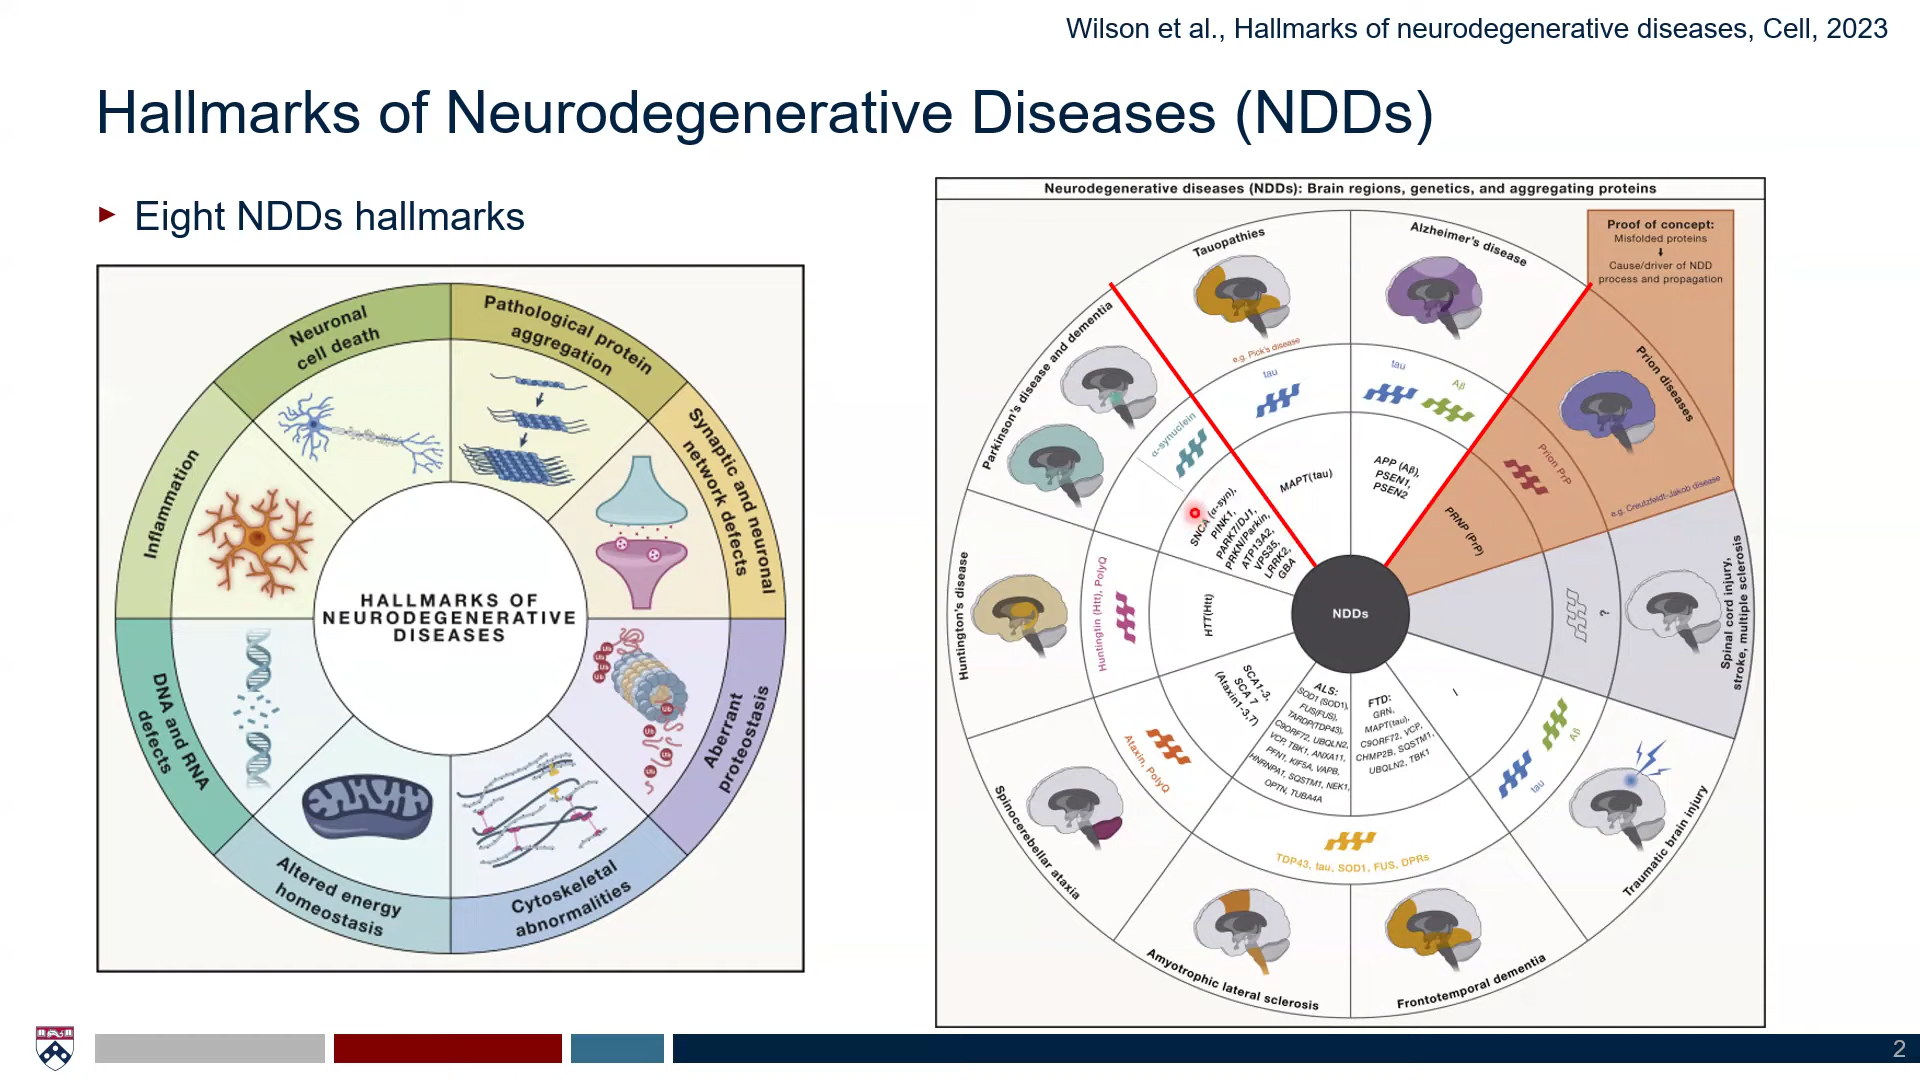 Wilson et al., Hallmarks of neurodegenerative diseases, Cell, 2023
Hallmarks of Neurodegenerative Diseases (NDDs)
Eight NDDs hallmarks
Neuronal
cell death
Pathological protein
aggregation
Synaptic and neuronal
network defects
Aberrant
proteostasis
Cytoskeletal
abnormalities
Altered energy
homeostasis
DNA and RNA
defects
Inflammation
HALLMARKS OF
NEURODEGENERATIVE
DISEASES
Ub
Ub
Ub
Ub
Ub
Ub
Ub
Neurodegenerative diseases (NDDs): Brain regions, genetics, and aggregating proteins
Proof of concept:
Misfolded proteins
Cause/driver of NDD
process and propagation
Tauopathies
e.g. Pick's disease
tau
MAPT(tau)
Alzheimer's disease
tau
Aβ
APP (Aβ),
PSEN1,
PSEN2
Prion diseases
e.g. Creutzfeldt-Jakob disease
Prion PrP
PRNP (PrP)
Spinal cord injury,
stroke, multiple sclerosis
?
Traumatic brain injury
Aβ
tau
/
Frontotemporal dementia
FTD:
GRN,
MAPT(tau),
C9ORF72, VCP,
CHMP2B, SQSTM1,
UBQLN2, TBK1
TDP43, tau, SOD1, FUS, DPRs
Amyotrophic lateral sclerosis
ALS:
SOD1 (SOD1),
FUS(FUS),
TARDP(TDP43),
C9ORF72, UBQLN2,
VCP, TBK1, ANXA11,
PFN1, KIF5A, VAPB,
HNRNPA1, SQSTM1, NEK1,
OPTN, TUBA4A
Spinocerebellar ataxia
Ataxin, PolyQ
SCA1-3,
SCA 7
(Ataxin1-3,7)
Huntington's disease
Huntingtin (Htt), PolyQ
HTT(Htt)
Parkinson's disease and dementia
α-synuclein
SNCA (α-syn),
PINK1,
PARK7/DJ1,
PRKN/Parkin,
ATP13A2,
VPS35,
LRRK2,
GBA
NDDs
2